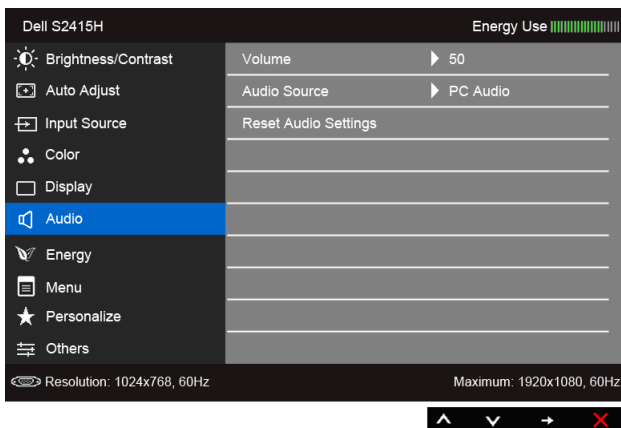 Dell S2415H Energy Use
Brightness/Contrast Volume 50
Auto Adjust Audio Source PC Audio
Input Source Reset Audio Settings
Color
Display
Audio
Energy
Menu
Personalize
Others
Resolution: 1024x768, 60Hz Maximum: 1920x1080, 60Hz